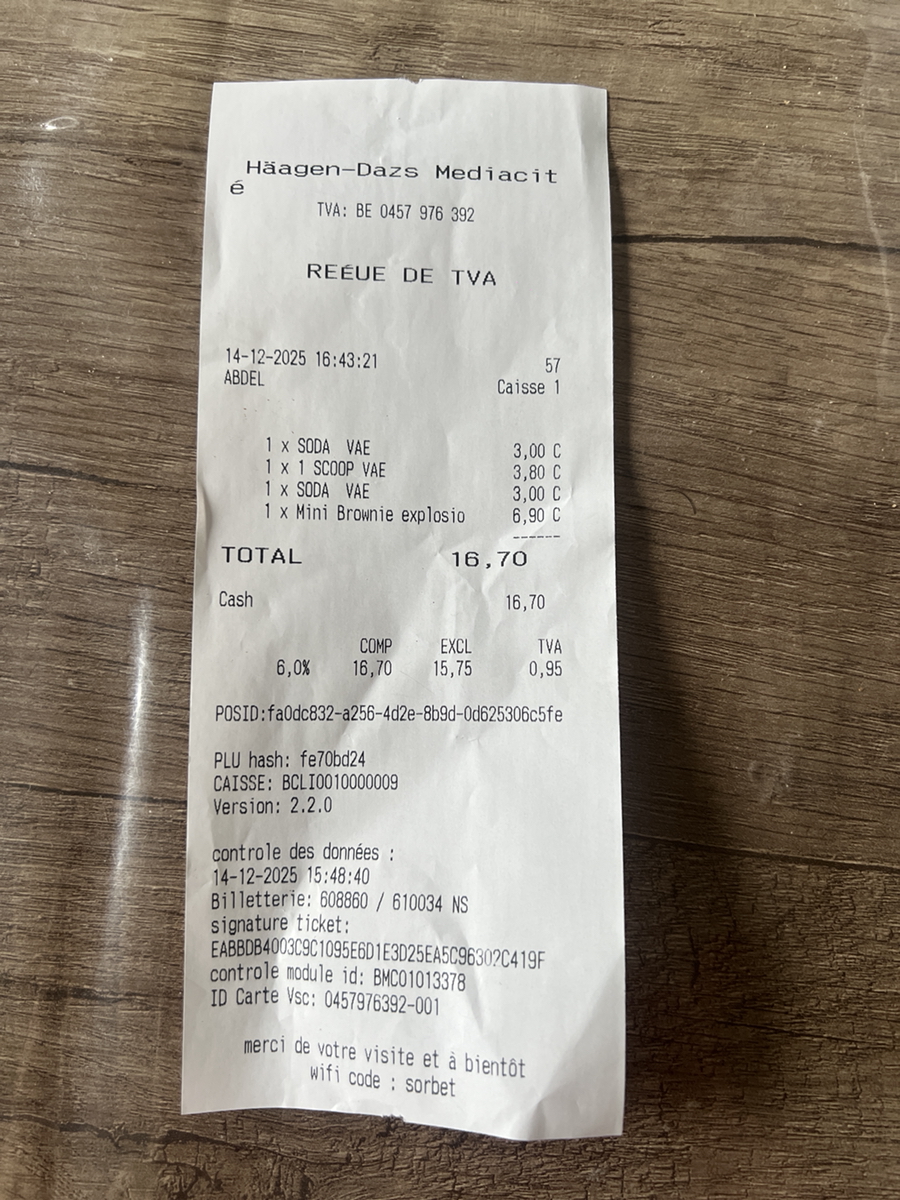 Häagen-Dazs Mediacit
é
TVA: BE 0457 976 392
REÉUE DE TVA
14-12-2025 16:43:21 57
ABDEL Caisse 1
1 x SODA VAE 3,00 C
1 x 1 SCOOP VAE 3,80 C
1 x SODA VAE 3,00 C
1 x Mini Brownie explosio 6,90 C
------
TOTAL 16,70
Cash 16,70
COMP EXCL TVA
6,0% 16,70 15,75 0,95
POSID:fa0dc832-a256-4d2e-8b9d-0d625306c5fe
PLU hash: fe70bd24
CAISSE: BCLI0010000009
Version: 2.2.0
controle des données :
14-12-2025 15:48:40
Billetterie: 608860 / 610034 NS
signature ticket:
EABBDB4003C9C1095E6D1E3D25EA5C96302C419F
controle module id: BMC01013378
ID Carte Vsc: 0457976392-001
merci de votre visite et à bientôt
wifi code : sorbet